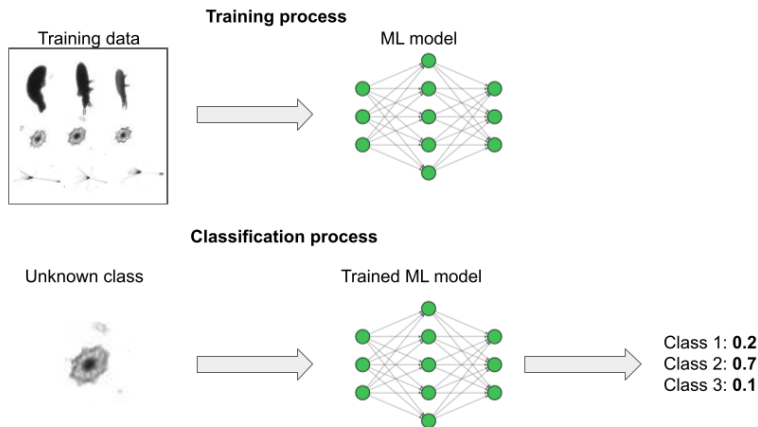 Training process
Training data
ML model
Classification process
Unknown class
Trained ML model
Class 1: 0.2
Class 2: 0.7
Class 3: 0.1